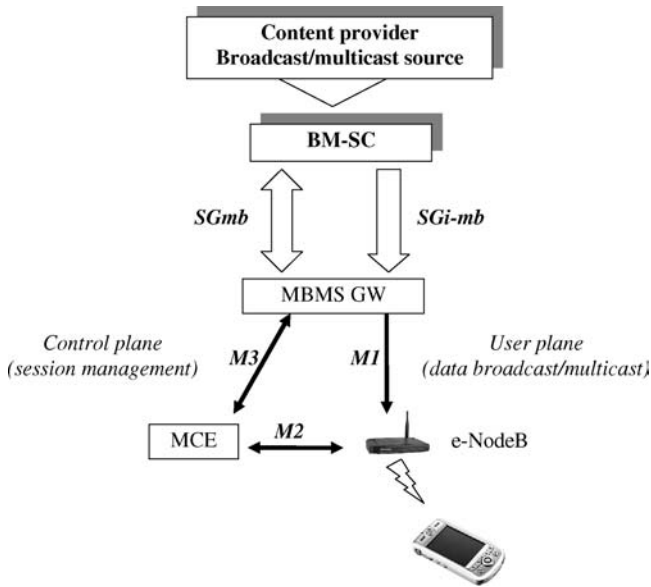 Content provider
Broadcast/multicast source
BM-SC
SGmb
SGi-mb
MBMS GW
Control plane
(session management)
M3
M1
User plane
(data broadcast/multicast)
MCE
M2
e-NodeB